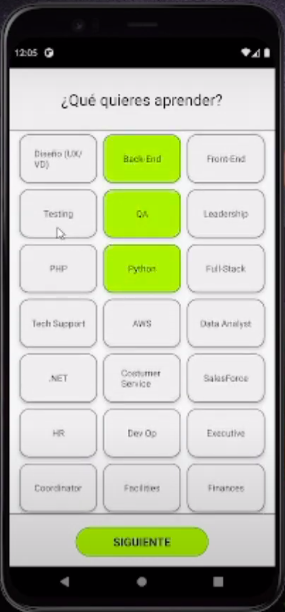 12:05
¿Qué quieres aprender?
Diseño (UX/
VD)
Back-End
Front-End
Testing
QA
Leadership
PHP
Python
Full-Stack
Tech Support
AWS
Data Analyst
.NET
Costumer
Service
SalesForce
HR
Dev Op
Executive
Coordinator
Facilities
Finances
SIGUIENTE